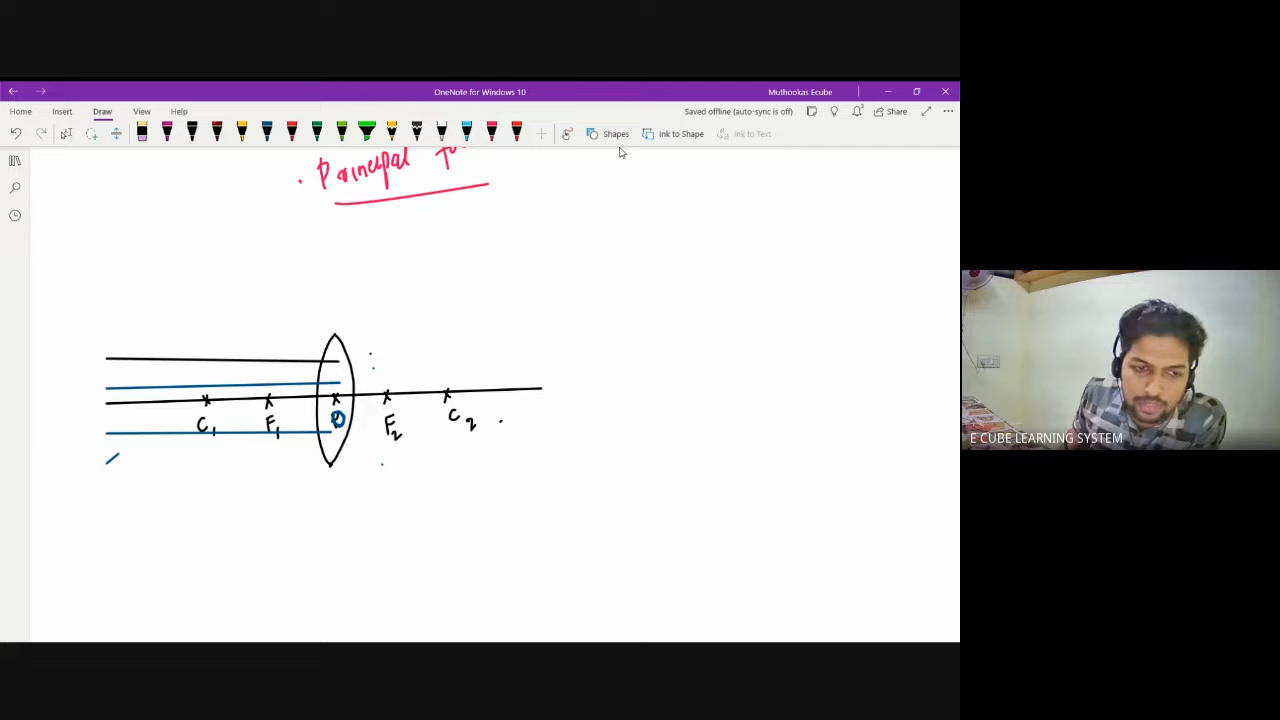 OneNote for Windows 10
Muthookas Ecube
Home Insert Draw View Help
Saved offline (auto-sync is off)
Share
Shapes
Ink to Shape
Ink to Text
. Principal
C1 F1 O F2 C2
E CUBE LEARNING SYSTEM